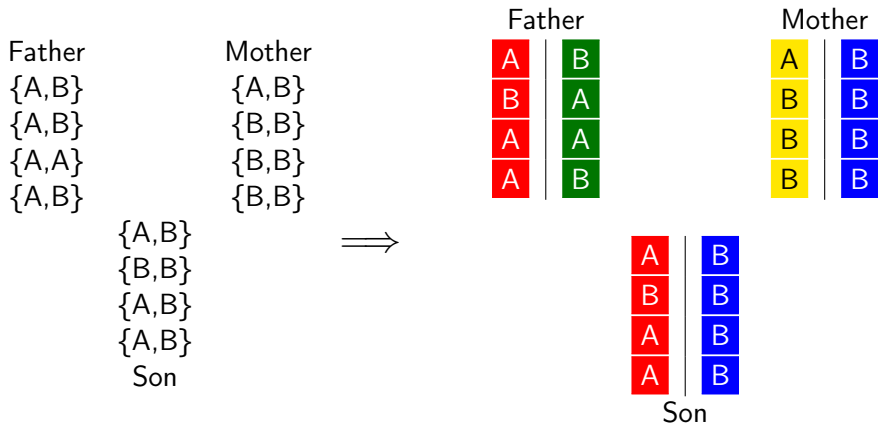 Father Mother
{A,B} {A,B}
{A,B} {B,B}
{A,A} {B,B}
{A,B} {B,B}
{A,B}
{B,B}
{A,B}
{A,B}
Son
⟹
Father Mother
A B A B
B A B B
A A B B
A B B B
A B
B B
A B
A B
Son